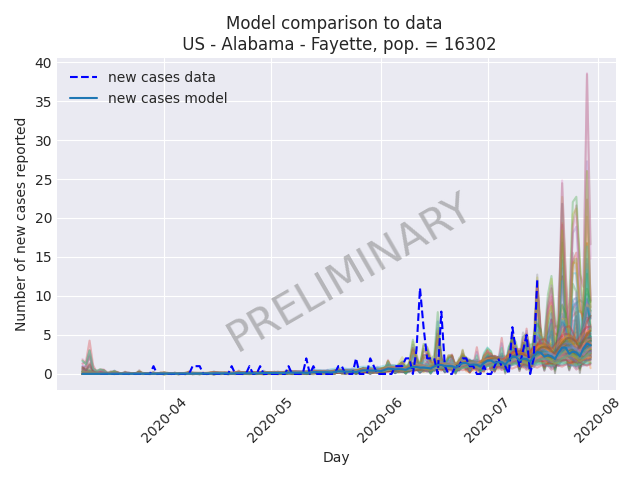 Model comparison to data
US - Alabama - Fayette, pop. = 16302
new cases data
new cases model
Number of new cases reported
40
35
30
25
20
15
10
5
0
PRELIMINARY
2020-04
2020-05
2020-06
2020-07
2020-08
Day